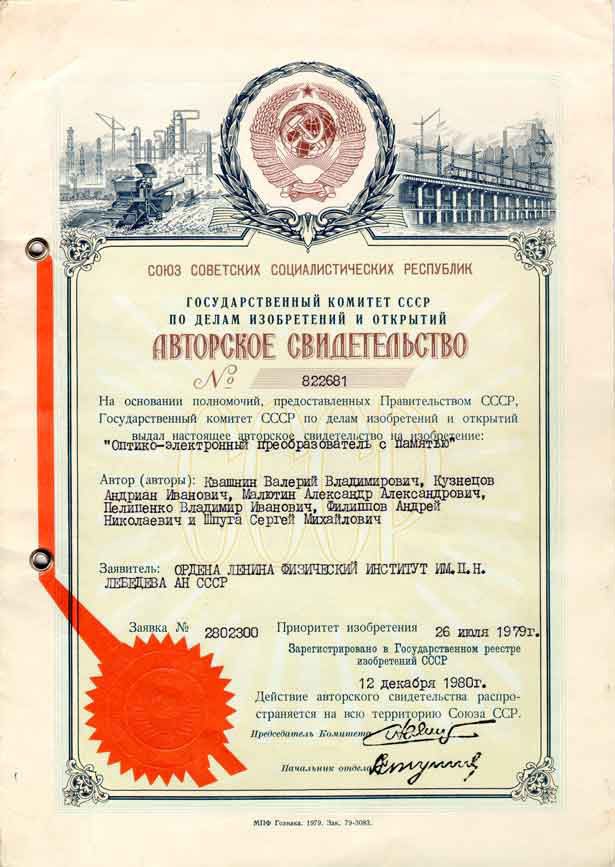 СОЮЗ СОВЕТСКИХ СОЦИАЛИСТИЧЕСКИХ РЕСПУБЛИК
ГОСУДАРСТВЕННЫЙ КОМИТЕТ СССР
ПО ДЕЛАМ ИЗОБРЕТЕНИЙ И ОТКРЫТИЙ
АВТОРСКОЕ СВИДЕТЕЛЬСТВО
№ 822681
На основании полномочий, предоставленных Правительством СССР,
Государственный комитет СССР по делам изобретений и открытий
выдал настоящее авторское свидетельство на изобретение:
"Оптико-электронный преобразователь с памятью"
Автор (авторы): Квашнин Валерий Владимирович, Кузнецов
Андриан Иванович, Малютин Александр Александрович,
Пелипенко Владимир Иванович, Филиппов Андрей
Николаевич и Шпуга Сергей Михайлович
СССР
Заявитель: ОРДЕНА ЛЕНИНА ФИЗИЧЕСКИЙ ИНСТИТУТ ИМ.П.Н.
ЛЕБЕДЕВА АН СССР
Заявка № 2802300 Приоритет изобретения 26 июля 1979г.
Зарегистрировано в Государственном реестре
изобретений СССР
12 декабря 1980г.
Действие авторского свидетельства распро-
страняется на всю территорию Союза ССР.
Председатель Комитета
Начальник отдела
МПФ Гознака. 1979. Зак. 79-3083.